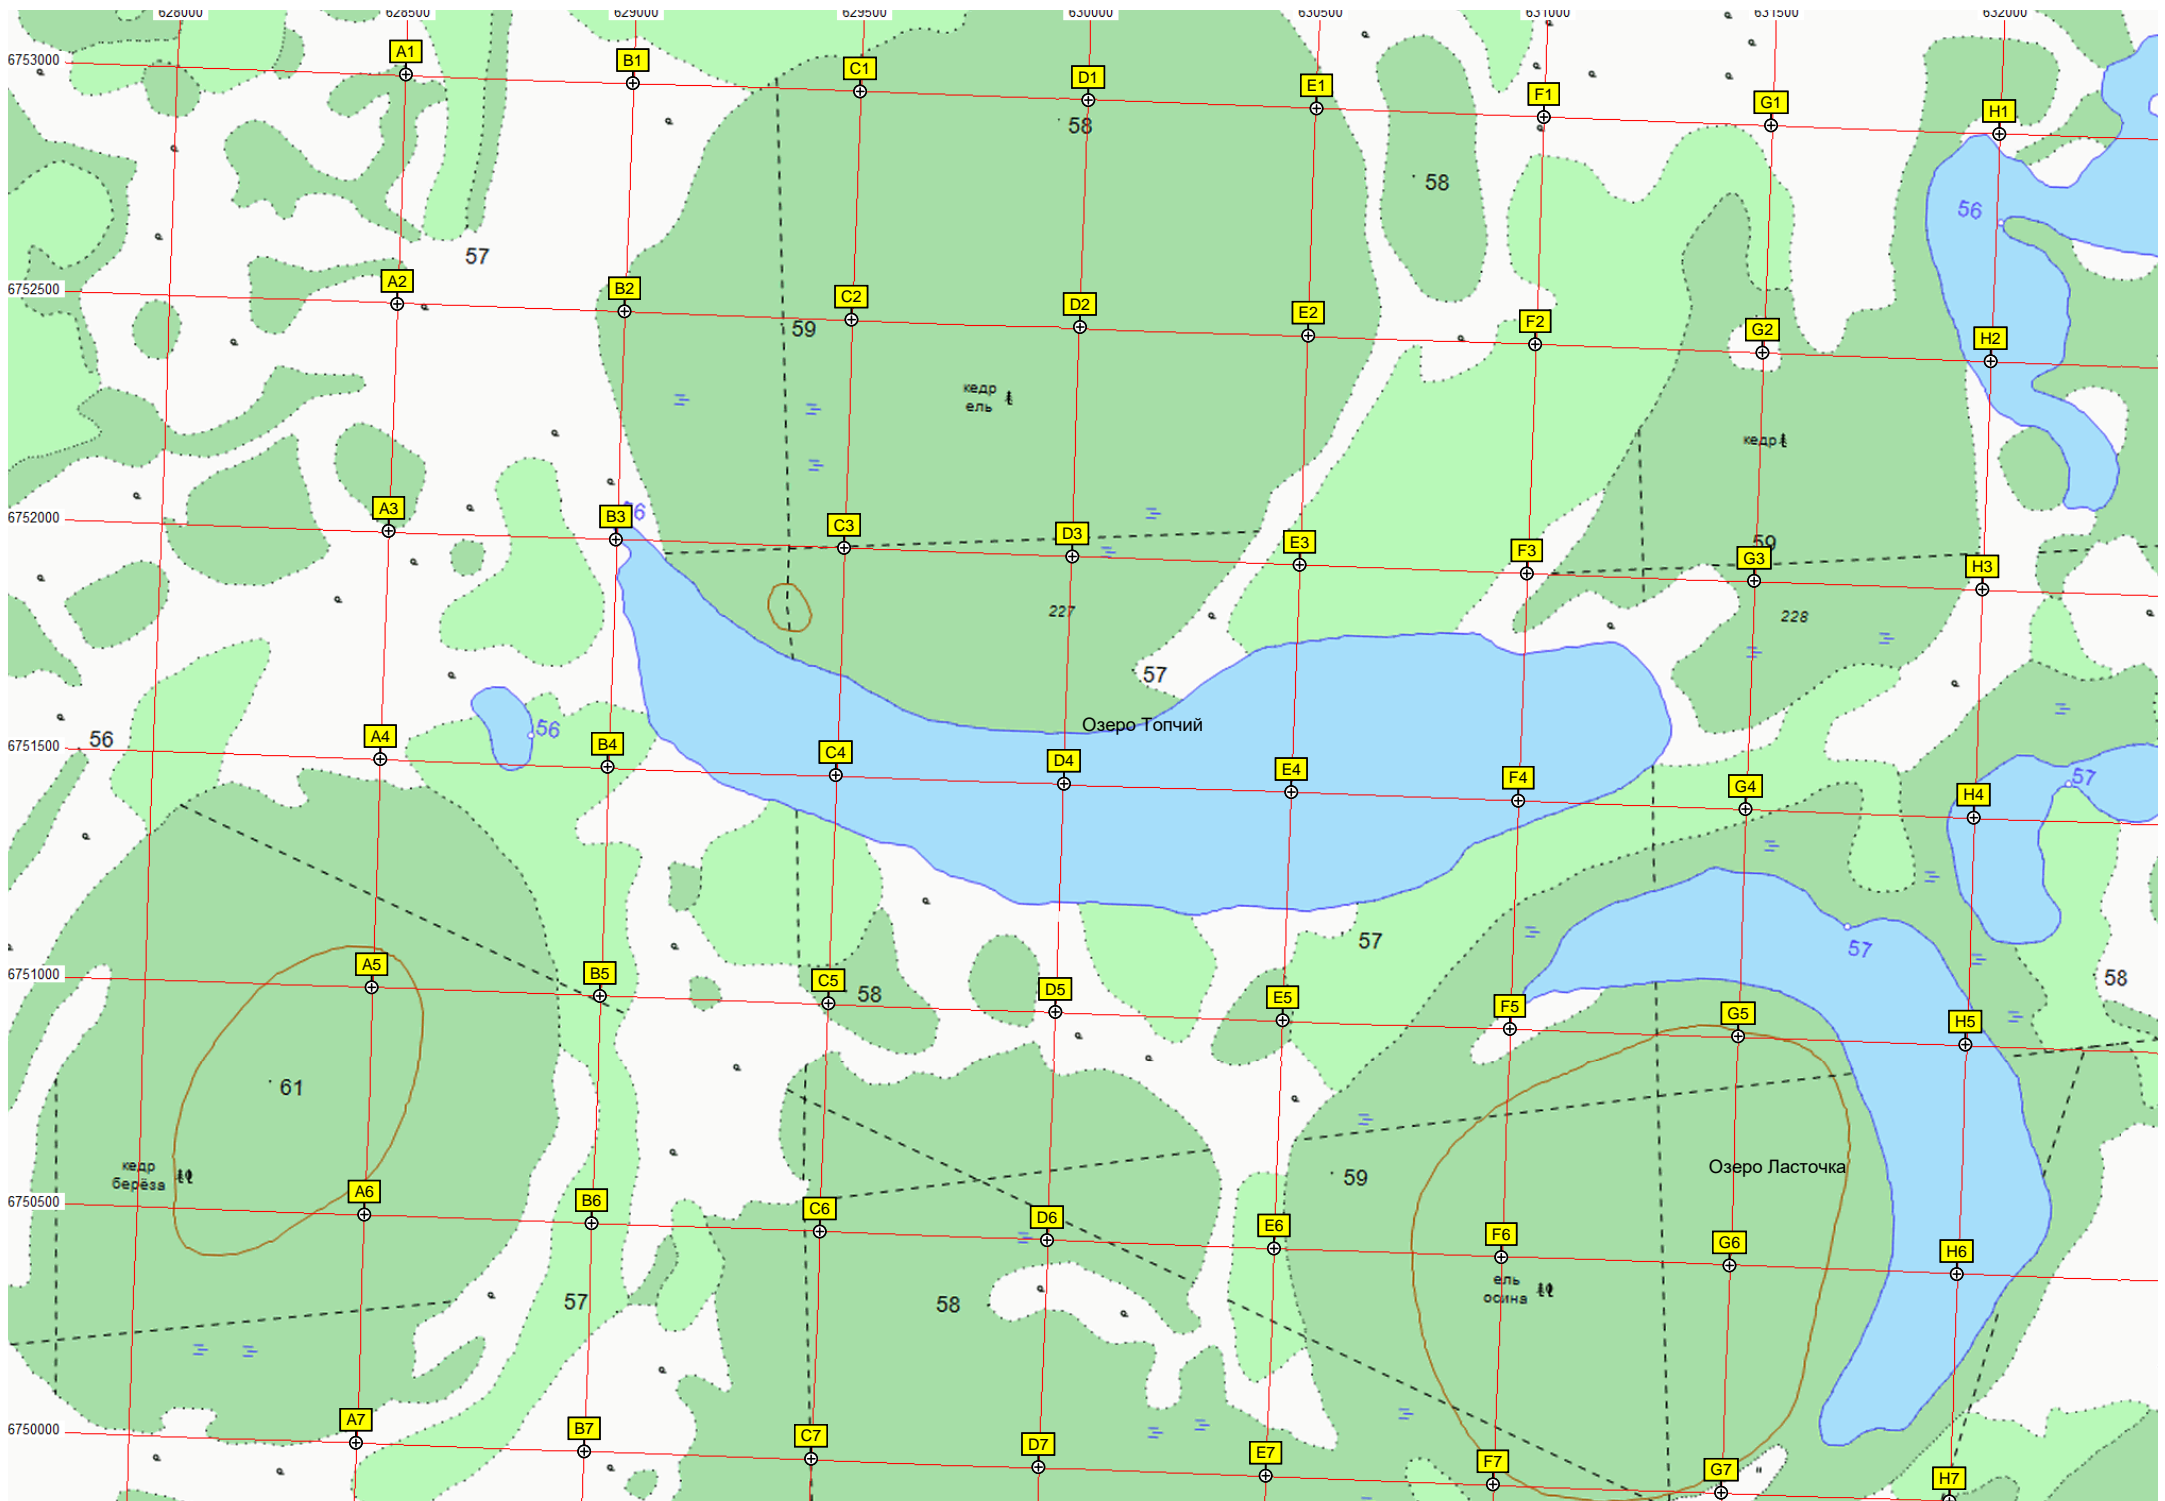 628000 628500 629000 629500 630000 630500 631000 631500 632000
6753000
A1 B1 C1 D1 E1 F1 G1 H1
58
58
56
57
6752500
A2 B2 C2 D2 E2 F2 G2 H2
59
кедр
ель
кедр
6752000
A3 B3 56 C3 D3 E3 F3 G3 H3
59
227
228
57
Озеро Топчий
56
56
6751500
A4 B4 C4 D4 E4 F4 G4 H4
57
57
57
58
6751000
A5 B5 C5 D5 E5 F5 G5 H5
58
61
Озеро Ласточка
59
кедр
берёза
6750500
A6 B6 C6 D6 E6 F6 G6 H6
ель
осина
57
58
6750000
A7 B7 C7 D7 E7 F7 G7 H7